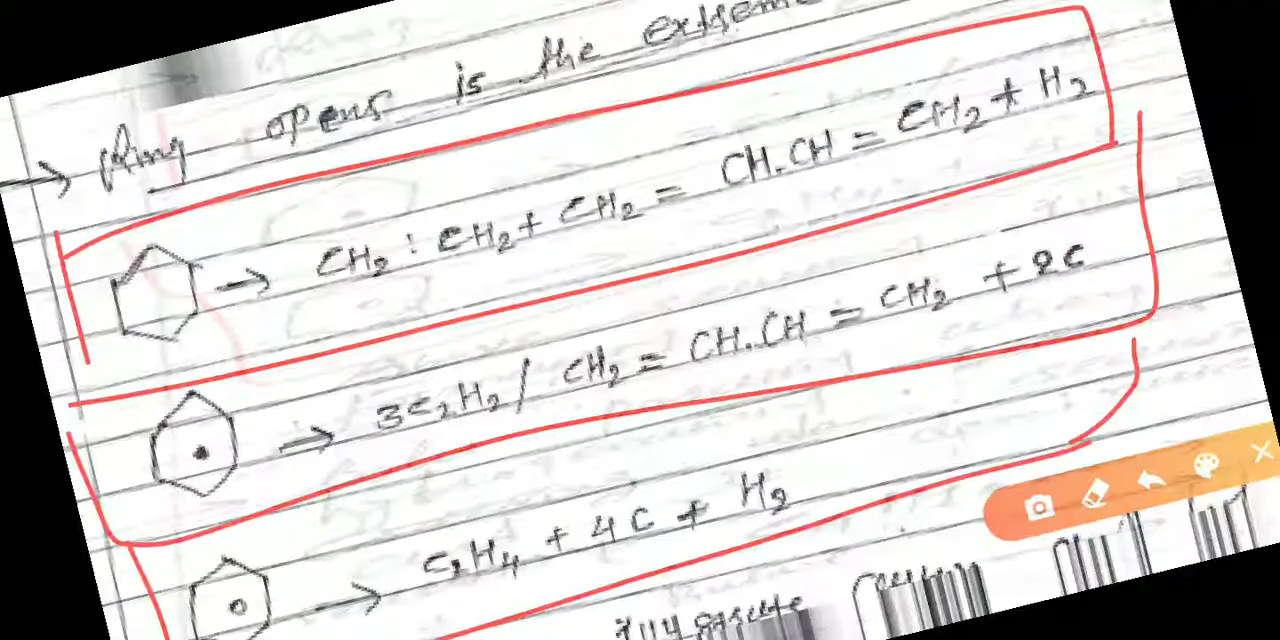 → Ring opens is the extreme
→ CH₂ : CH₂ + CH₂ = CH.CH = CH₂ + H₂
→ 3C₂H₂ / CH₂ = CH.CH = CH₂ + 2C
→ C₂H₄ + 4C + H₂